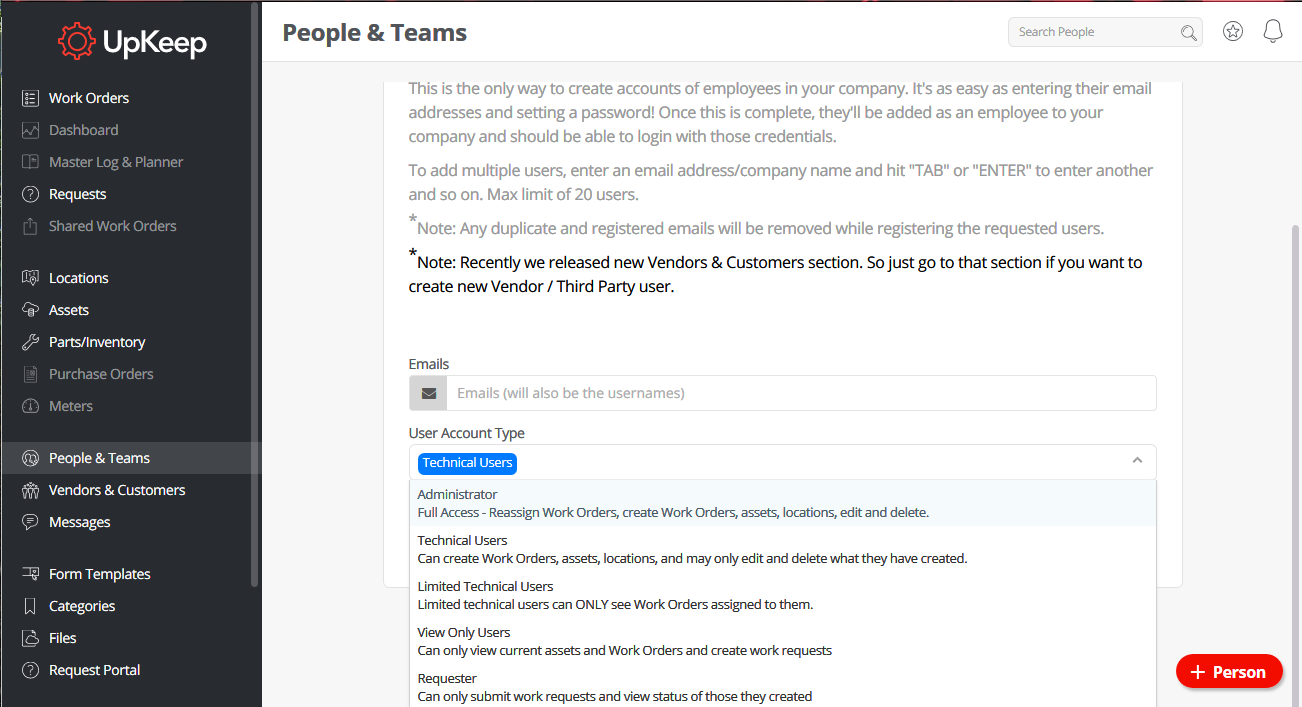 UpKeep
Work Orders
Dashboard
Master Log & Planner
Requests
Shared Work Orders
Locations
Assets
Parts/Inventory
Purchase Orders
Meters
People & Teams
Vendors & Customers
Messages
Form Templates
Categories
Files
Request Portal
People & Teams
Search People
This is the only way to create accounts of employees in your company. It's as easy as entering their email
addresses and setting a password! Once this is complete, they'll be added as an employee to your
company and should be able to login with those credentials.
To add multiple users, enter an email address/company name and hit "TAB" or "ENTER" to enter another
and so on. Max limit of 20 users.
*Note: Any duplicate and registered emails will be removed while registering the requested users.
*Note: Recently we released new Vendors & Customers section. So just go to that section if you want to
create new Vendor / Third Party user.
Emails
Emails (will also be the usernames)
User Account Type
Technical Users
Administrator
Full Access - Reassign Work Orders, create Work Orders, assets, locations, edit and delete.
Technical Users
Can create Work Orders, assets, locations, and may only edit and delete what they have created.
Limited Technical Users
Limited technical users can ONLY see Work Orders assigned to them.
View Only Users
Can only view current assets and Work Orders and create work requests
Requester
Can only submit work requests and view status of those they created
+ Person